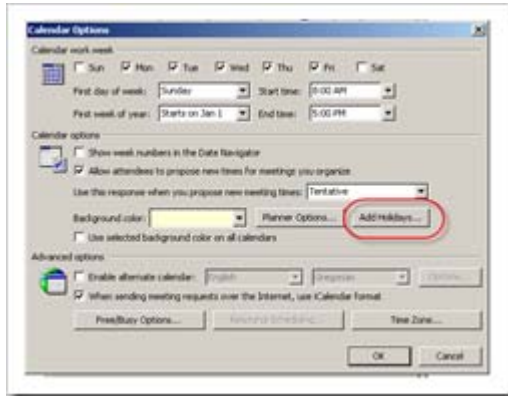 Calendar Options
Calendar work week
Sun Mon Tue Wed Thu Fri Sat
First day of week: Sunday Start time: 8:00 AM
First week of year: Starts on Jan 1 End time: 5:00 PM
Calendar options
Show week numbers in the Date Navigator
Allow attendees to propose new times for meetings you organize
Use this response when you propose new meeting times: Tentative
Background color: Planner Options... Add Holidays...
Use selected background color on all calendars
Advanced options
Enable alternate calendar: English Gregorian Options...
When sending meeting requests over the Internet, use iCalendar format
Free/Busy Options... Resource Scheduling... Time Zone...
OK Cancel